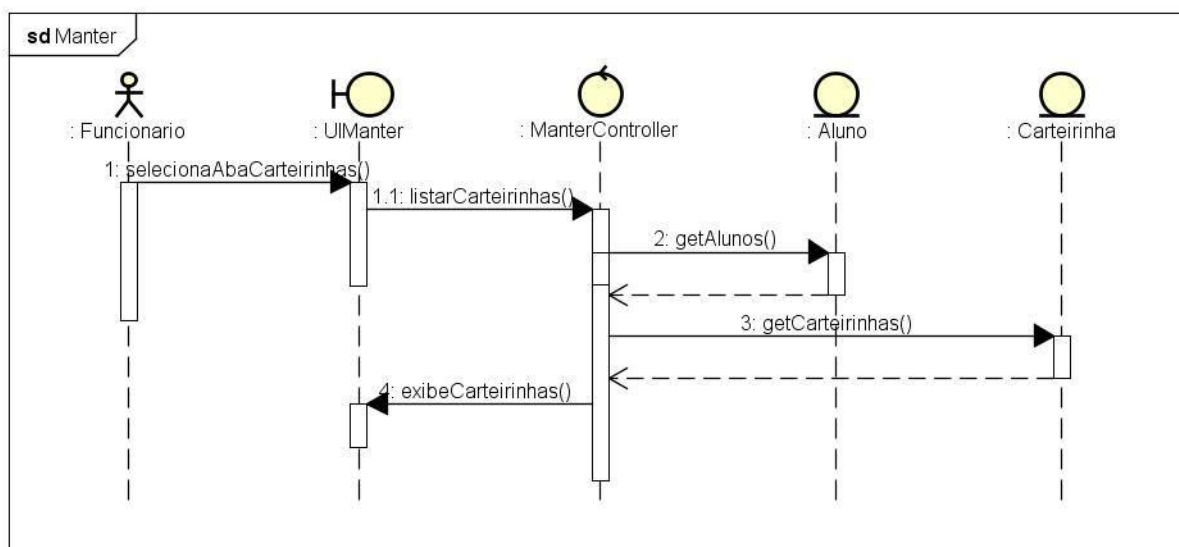 sd Manter
: Funcionario
: UIManter
: ManterController
: Aluno
: Carteirinha
1: selecionaAbaCarteirinhas()
1.1: listarCarteirinhas()
2: getAlunos()
3: getCarteirinhas()
4: exibeCarteirinhas()